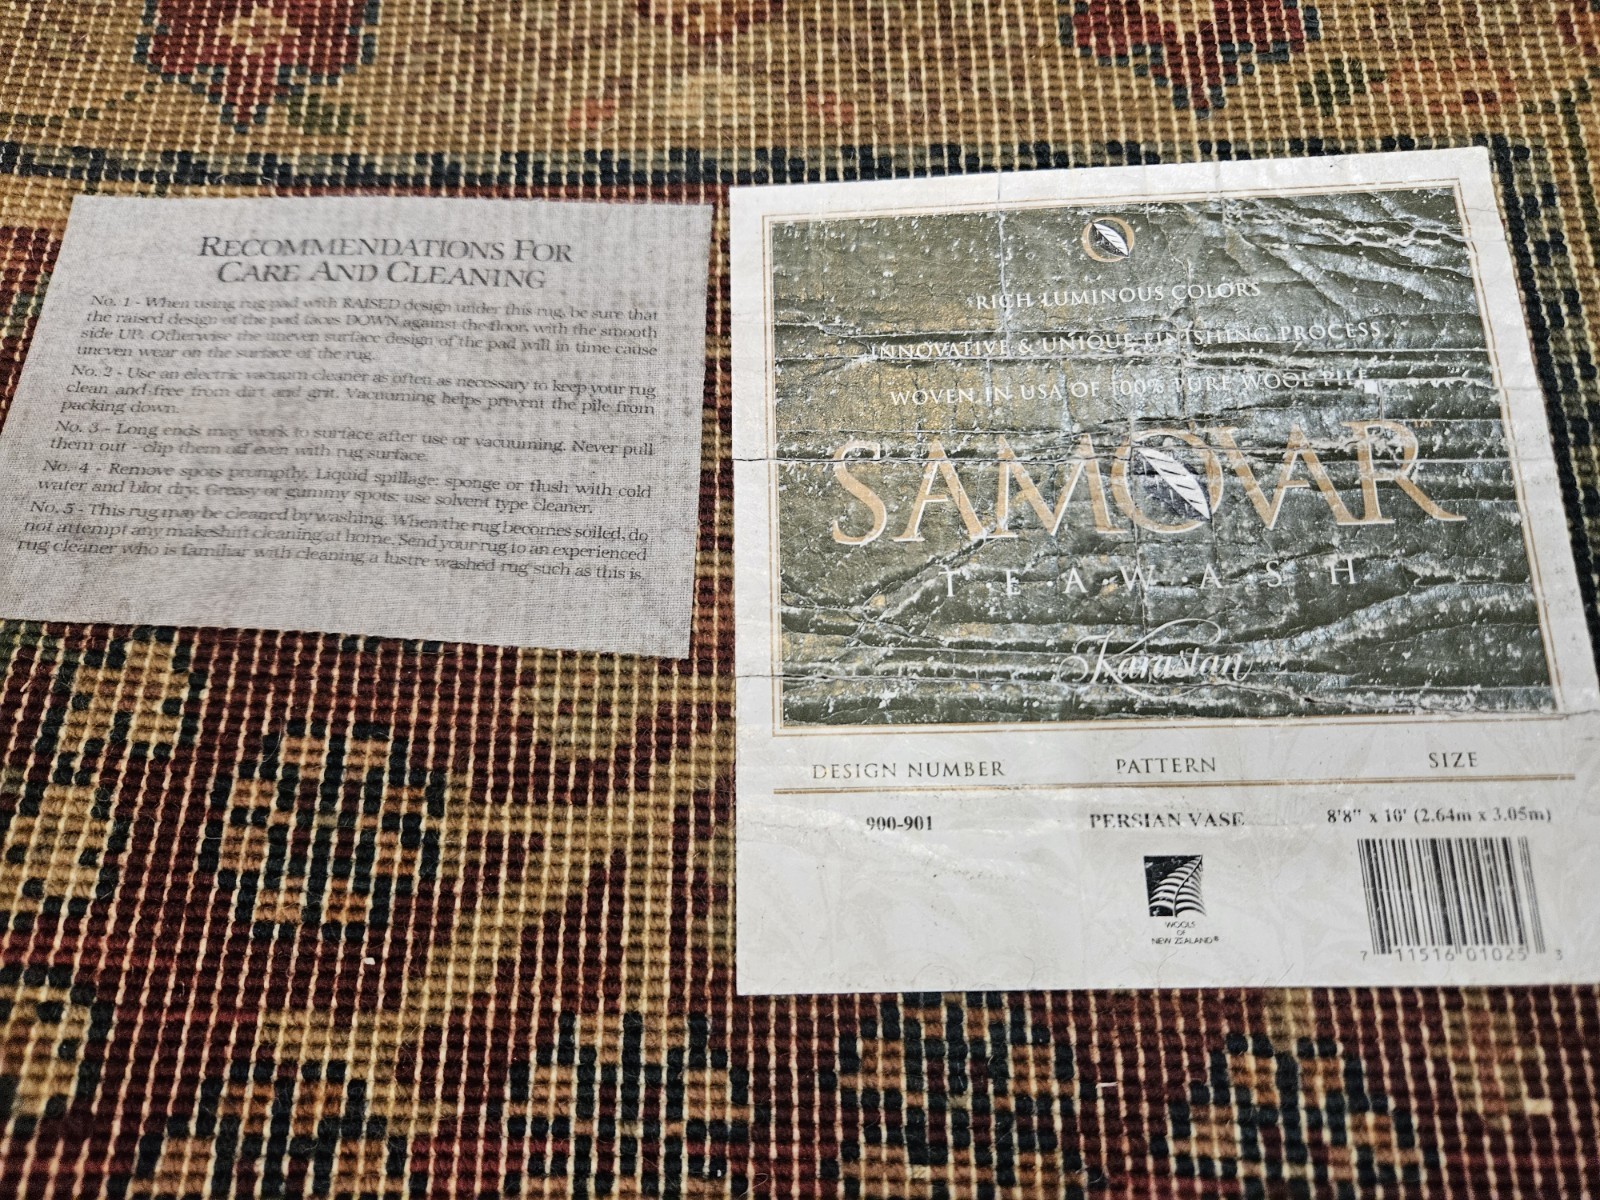 RECOMMENDATIONS FOR
CARE AND CLEANING
No. 1 - When using rug pad with RAISED design under this rug, be sure that
the raised design of the pad faces DOWN against the floor, with the smooth
side UP. Otherwise the uneven surface design of the pad will in time cause
uneven wear on the surface of the rug.
No. 2 - Use an electric vacuum cleaner as often as necessary to keep your rug
clean and free from dirt and grit. Vacuuming helps prevent the pile from
packing down.
No. 3 - Long ends may work to surface after use or vacuuming. Never pull
them out - clip them off even with rug surface.
No. 4 - Remove spots promptly. Liquid spillage: sponge or flush with cold
water and blot dry. Greasy or gummy spots: use solvent type cleaner.
No. 5 - This rug may be cleaned by washing. When the rug becomes soiled, do
not attempt any makeshift cleaning at home. Send your rug to an experienced
rug cleaner who is familiar with cleaning a lustre washed rug such as this is.
RICH LUMINOUS COLORS
INNOVATIVE & UNIQUE FINISHING PROCESS
WOVEN IN USA OF 100% PURE WOOL PILE
SAMOVAR™
T·E·A·W·A·S·H
Karastan
DESIGN NUMBER PATTERN SIZE
900-901 PERSIAN VASE 8'8" x 10' (2.64m x 3.05m)
WOOLS
OF
NEW ZEALAND®
7 11516 01025 3